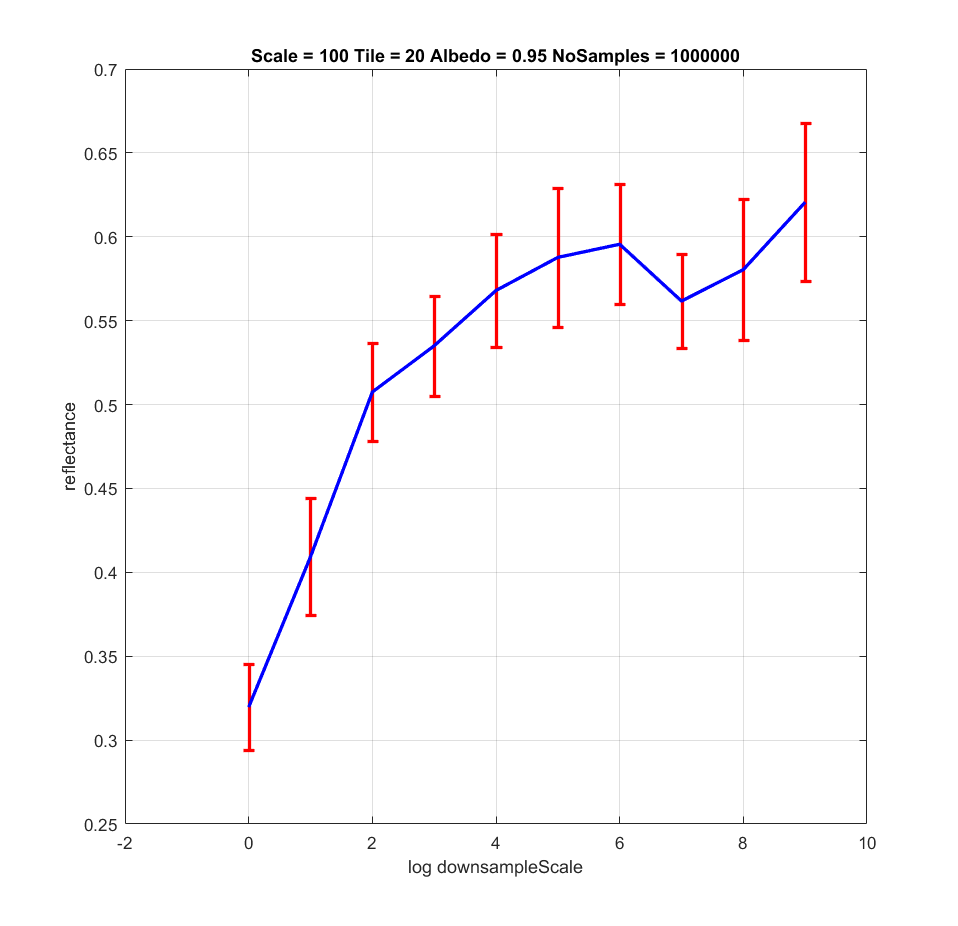 Scale = 100 Tile = 20 Albedo = 0.95 NoSamples = 1000000
0.7
0.65
0.6
0.55
0.5
0.45
0.4
0.35
0.3
0.25
reflectance
-2 0 2 4 6 8 10
log downsampleScale